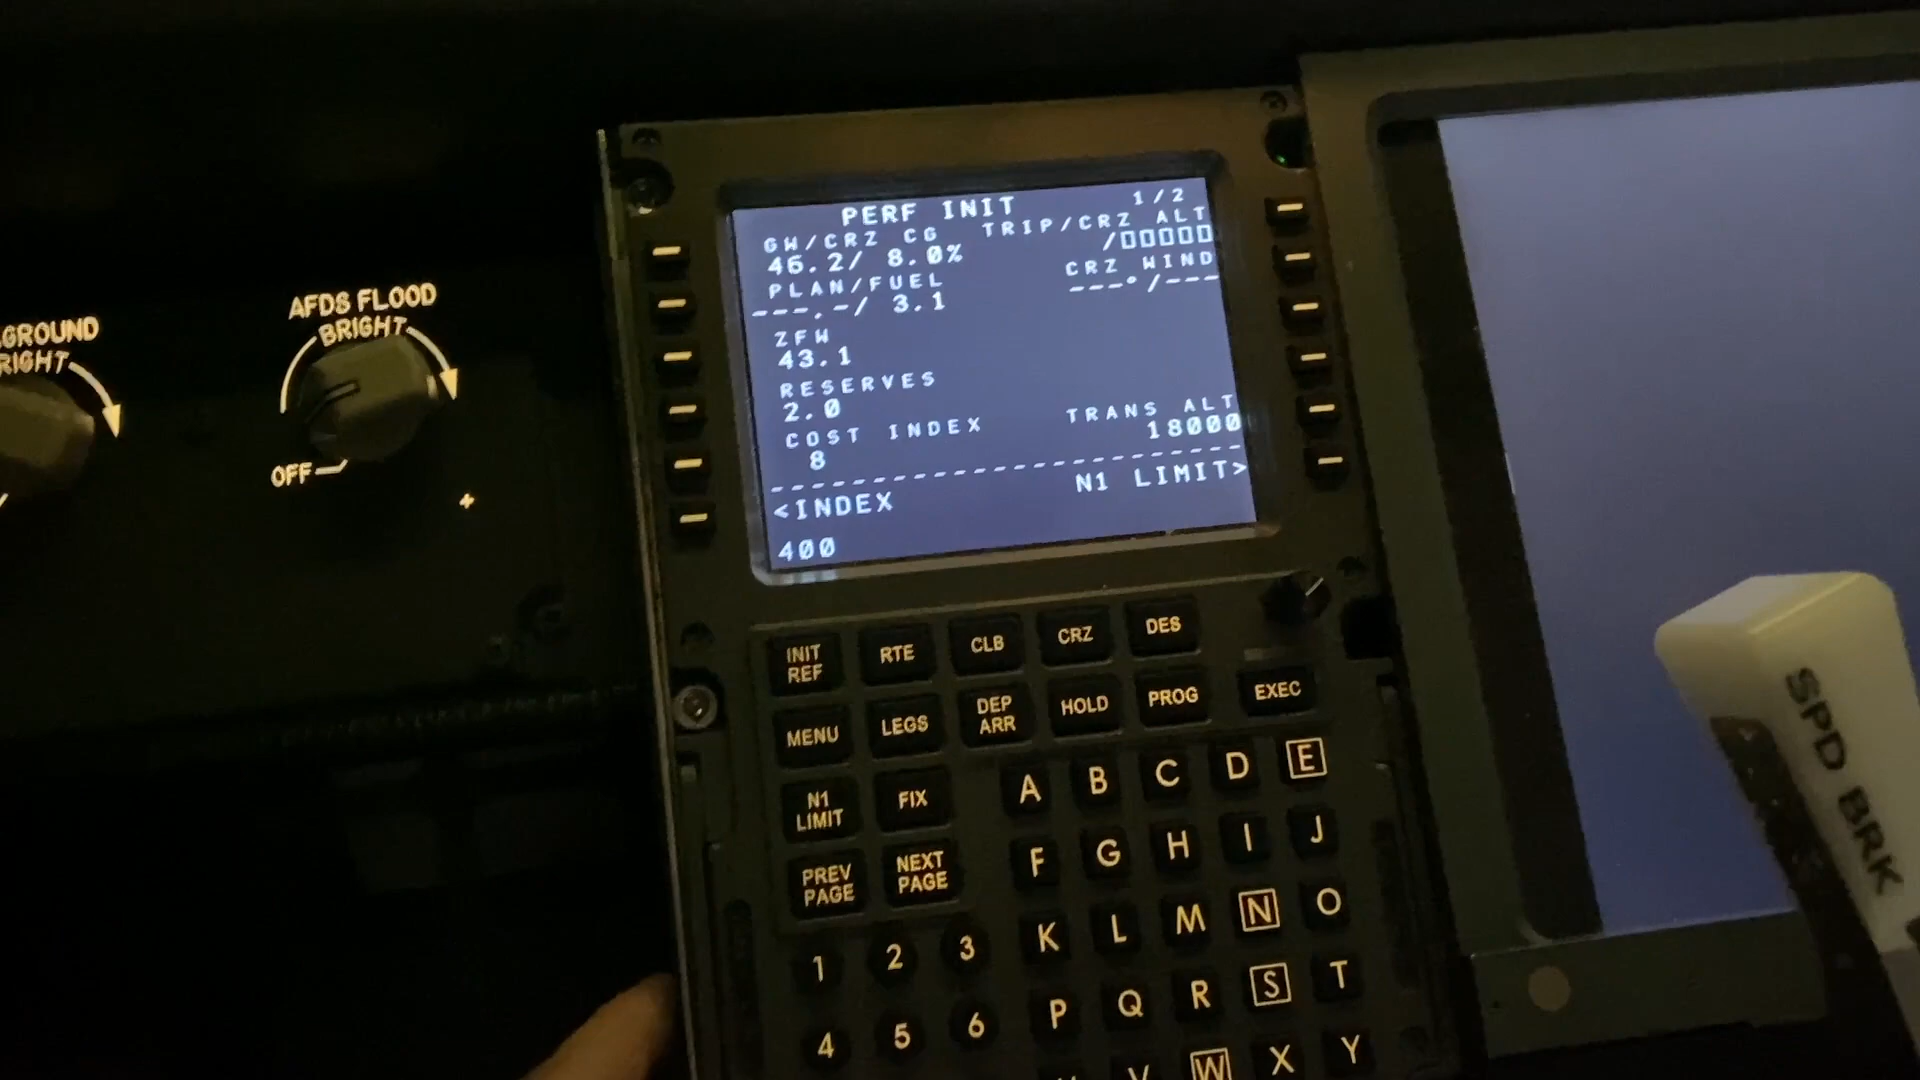 GROUND
RIGHT
AFDS FLOOD
BRIGHT
OFF
PERF INIT 1/2
GW/CRZ CG TRIP/CRZ ALT
46.2/ 8.0% /□□□□□
PLAN/FUEL CRZ WIND
---.-/ 3.1 ---°/---
ZFW
43.1
RESERVES
2.0
COST INDEX TRANS ALT
8 18000
------------------------
<INDEX N1 LIMIT>
400
INIT REF RTE CLB CRZ DES
MENU LEGS DEP ARR HOLD PROG EXEC
N1 LIMIT FIX A B C D E
PREV PAGE NEXT PAGE F G H I J
1 2 3 K L M N O
4 5 6 P Q R S T
V W X Y
SPD BRK